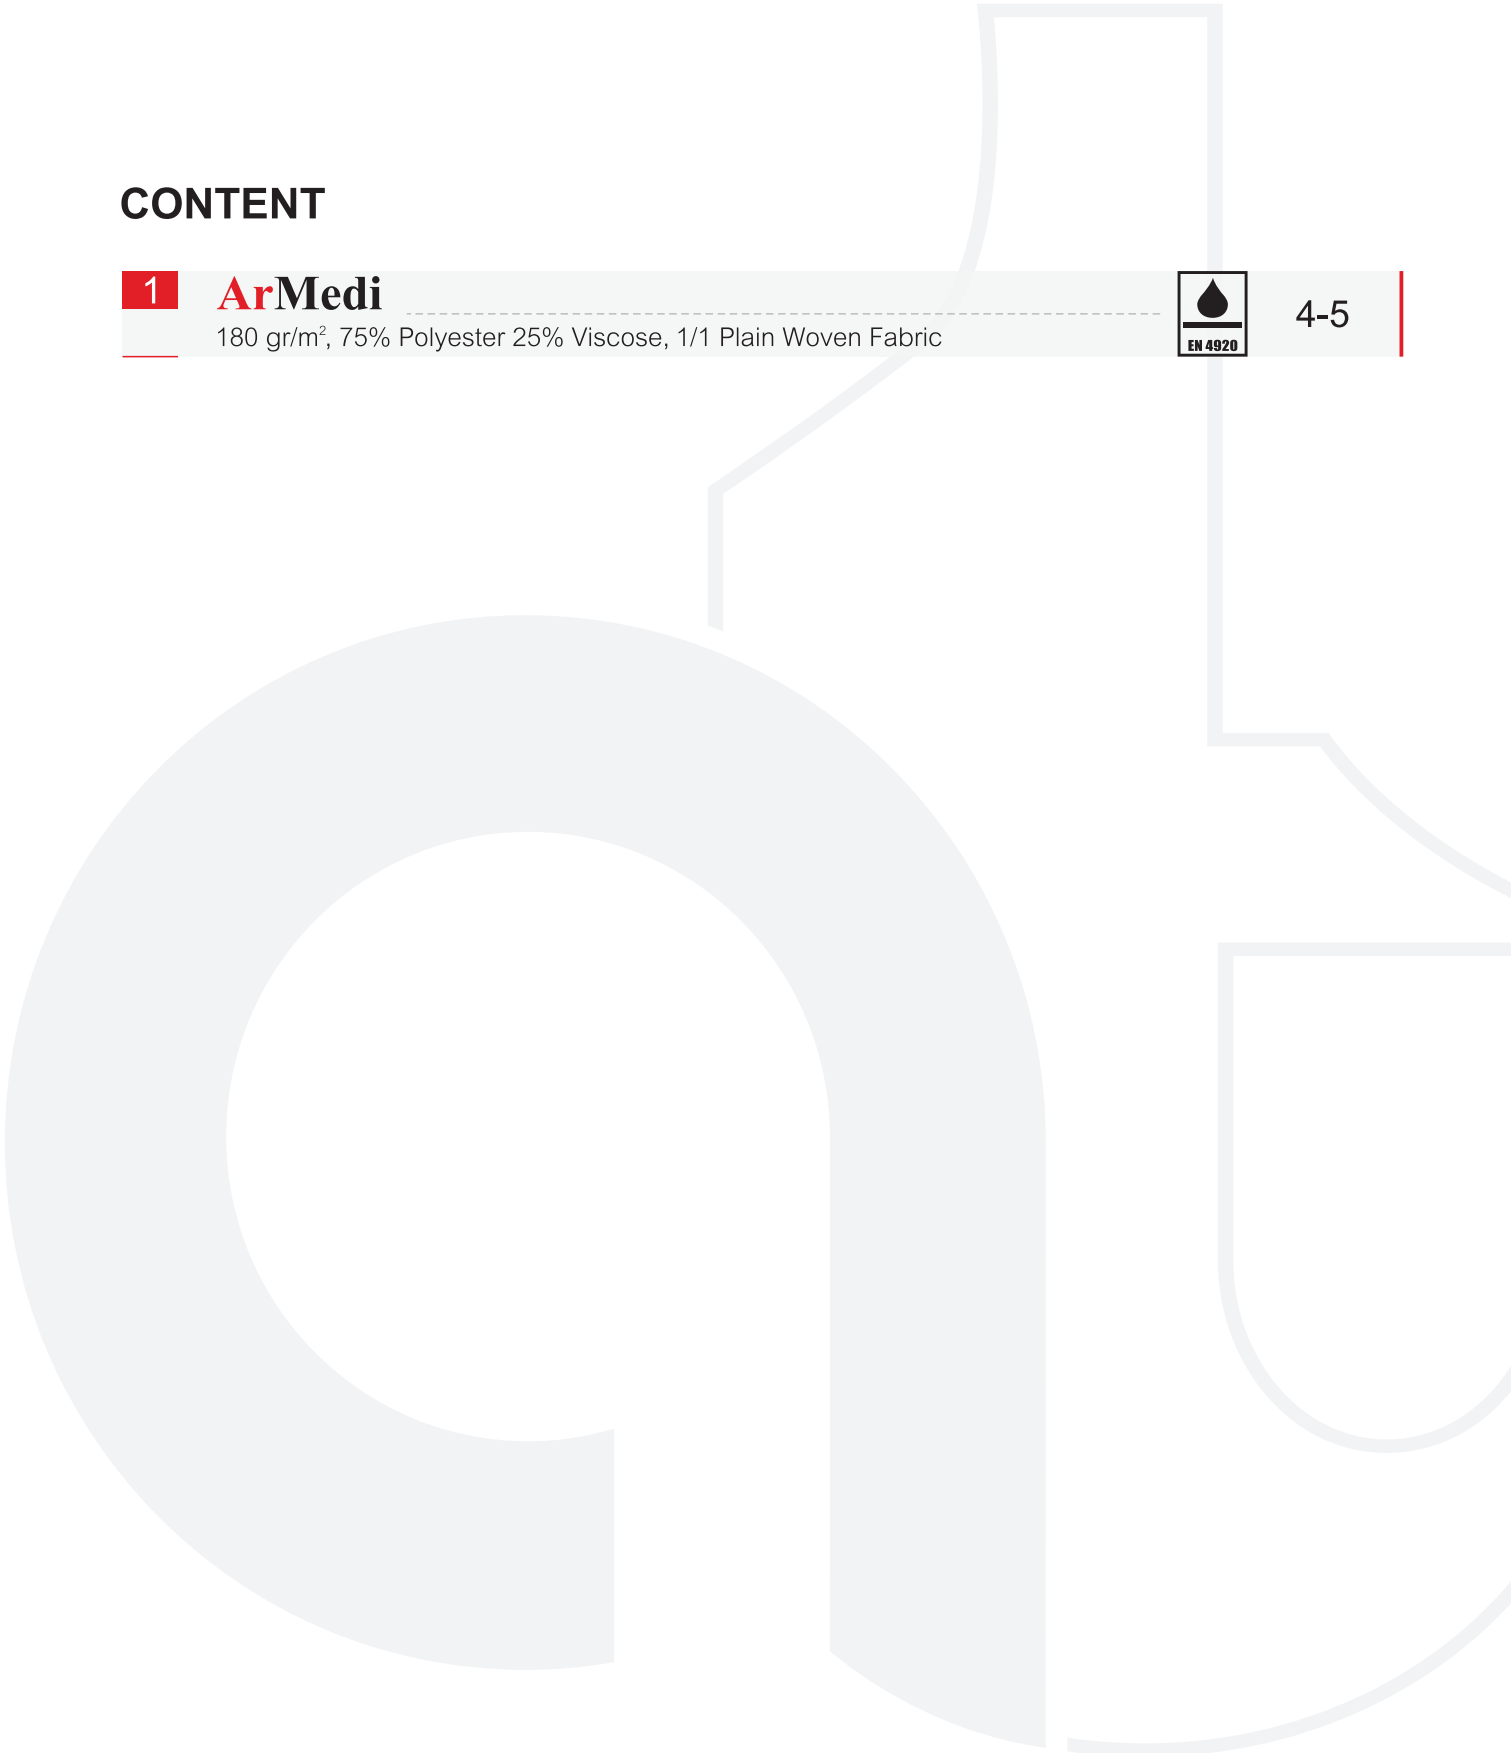 CONTENT
1
ArMedi
180 gr/m², 75% Polyester 25% Viscose, 1/1 Plain Woven Fabric
EN 4920
4-5